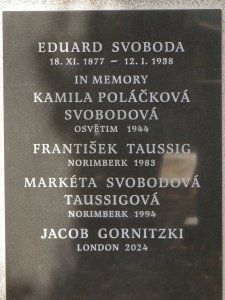 EDUARD SVOBODA
18. XI. 1877 – 12. I. 1938
IN MEMORY
KAMILA POLÁČKOVÁ
SVOBODOVÁ
OSVĚTIM 1944
FRANTIŠEK TAUSSIG
NORIMBERK 1983
MARKÉTA SVOBODOVÁ
TAUSSIGOVÁ
NORIMBERK 1994
JACOB GORNITZKI
LONDON 2024